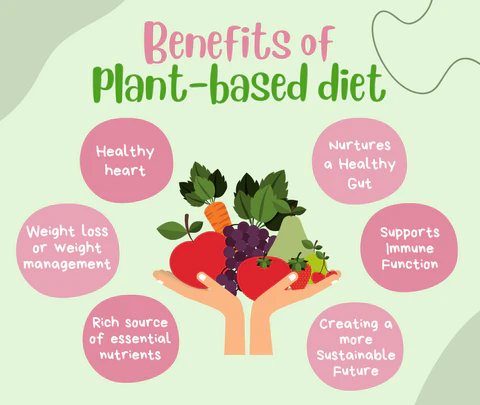 Benefits of
Plant-based diet
Healthy
heart
Nurtures
a Healthy
Gut
Weight loss
or weight
management
Supports
Immune
Function
Rich source
of essential
nutrients
Creating a
more
Sustainable
Future